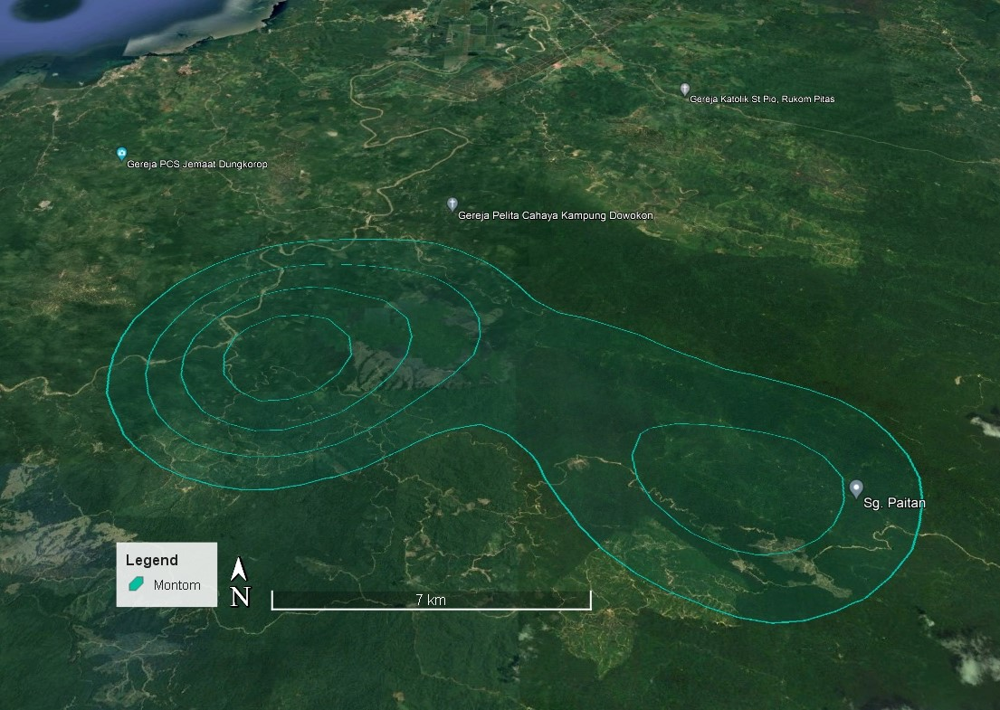 Gereja Katolik St Pio, Rukom Pitas
Gereja PCS Jemaat Dungkorop
Gereja Pelita Cahaya Kampung Dowokon
Sg. Paitan
Legend
Montom
N
7 km